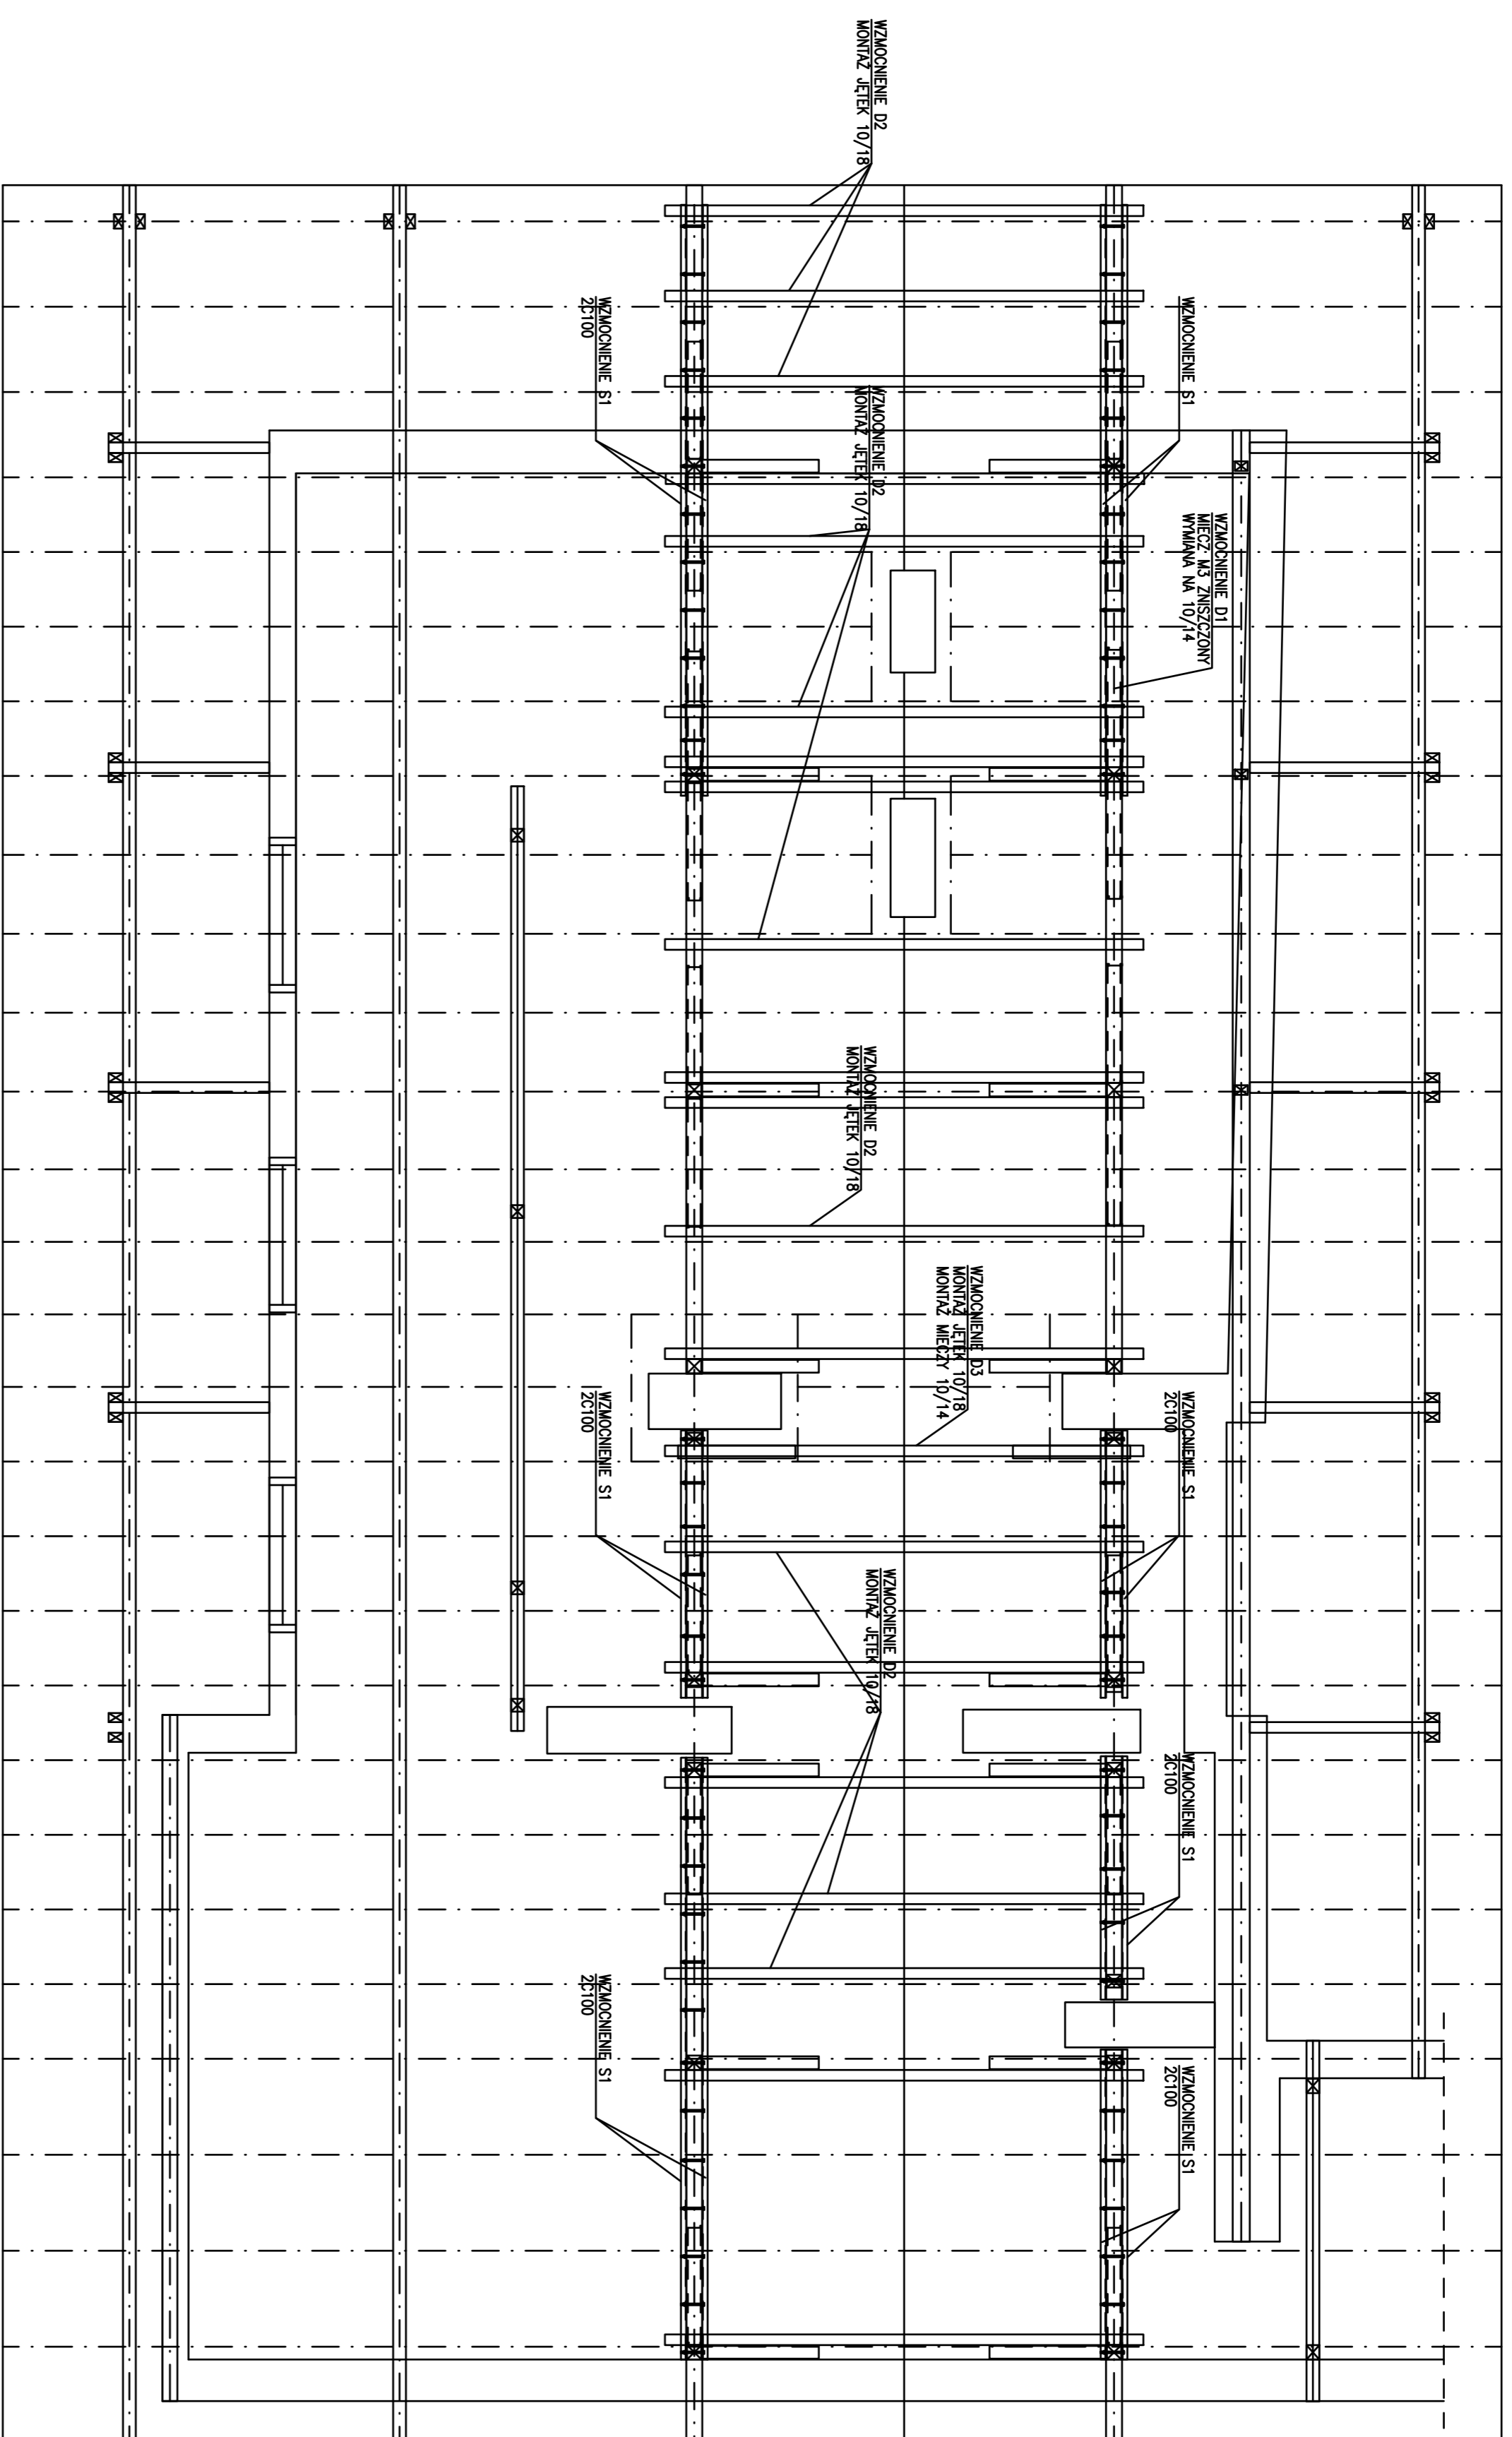 WZMOCNIENIE D2
MONTAŻ JĘTEK 10/18
WZMOCNIENIE S1
WZMOCNIENIE S1
2C100
WZMOCNIENIE D2
MONTAŻ JĘTEK 10/18
WZMOCNIENIE D1
MIECZ M3 ZNISZCZONY
WYMIANA NA 10/14
WZMOCNIENIE D2
MONTAŻ JĘTEK 10/18
WZMOCNIENIE D3
MONTAŻ JĘTEK 10/18
MONTAŻ MIECZY 10/14
WZMOCNIENIE S1
2C100
WZMOCNIENIE S1
2C100
WZMOCNIENIE D2
MONTAŻ JĘTEK 10/18
WZMOCNIENIE S1
2C100
WZMOCNIENIE S1
2C100
WZMOCNIENIE S1
2C100